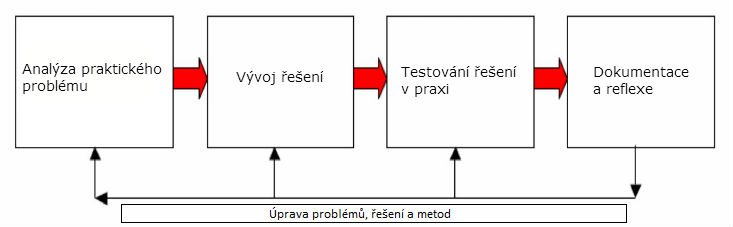 Analýza praktického
problému
Vývoj řešení
Testování řešení
v praxi
Dokumentace
a reflexe
Úprava problémů, řešení a metod